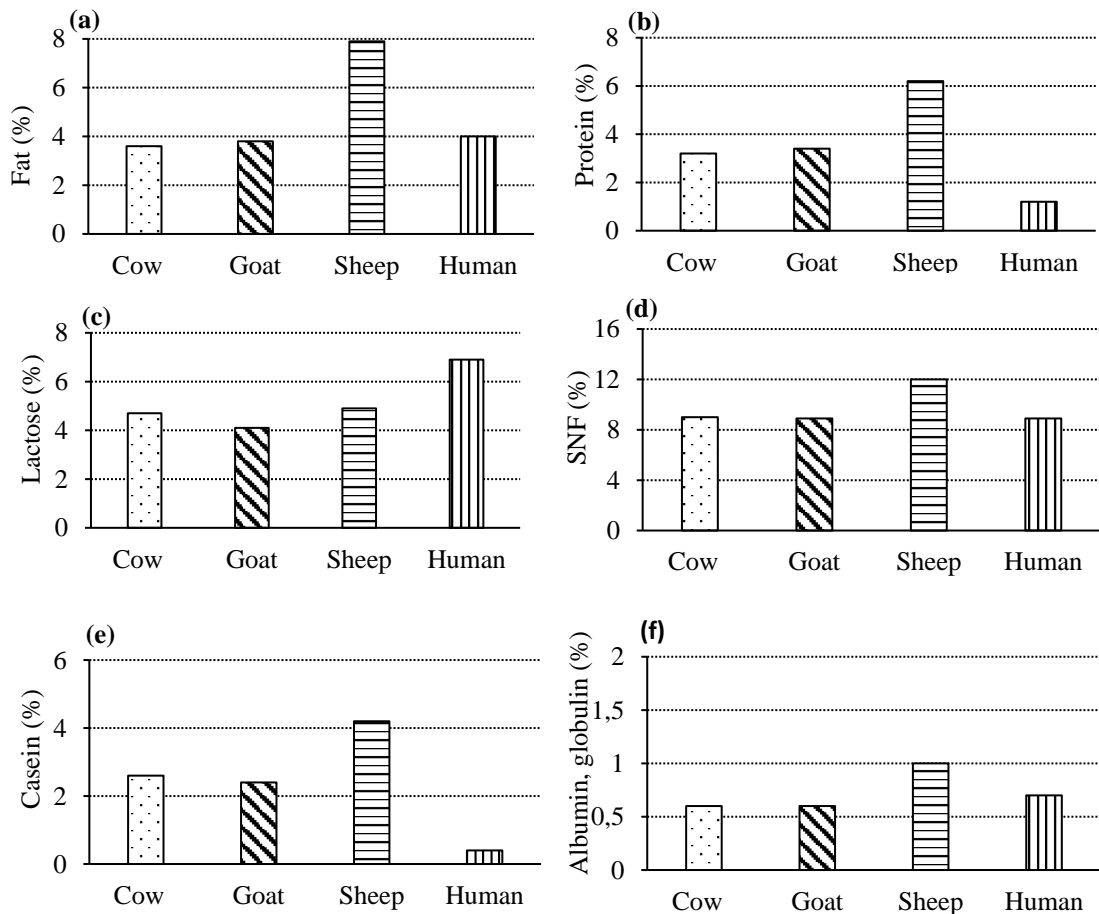 (a)
Fat (%)
8
6
4
2
0
Cow Goat Sheep Human
(b)
Protein (%)
8
6
4
2
0
Cow Goat Sheep Human
(c)
Lactose (%)
8
6
4
2
0
Cow Goat Sheep Human
(d)
SNF (%)
16
12
8
4
0
Cow Goat Sheep Human
(e)
Casein (%)
6
4
2
0
Cow Goat Sheep Human
(f)
Albumin, globulin (%)
2
1,5
1
0,5
0
Cow Goat Sheep Human